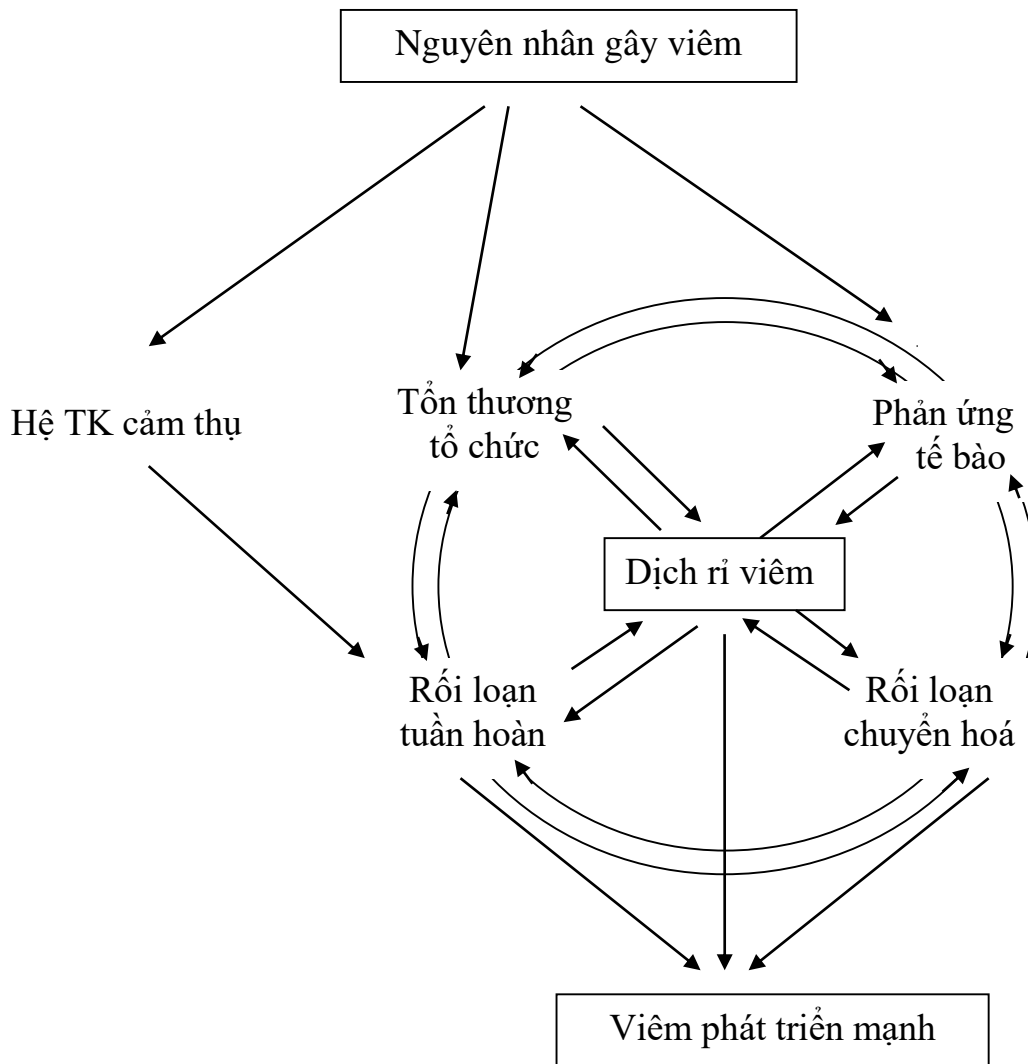 Nguyên nhân gây viêm
Hệ TK cảm thụ
Tổn thương
tổ chức
Phản ứng
tế bào
Dịch rỉ viêm
Rối loạn
tuần hoàn
Rối loạn
chuyển hoá
Viêm phát triển mạnh